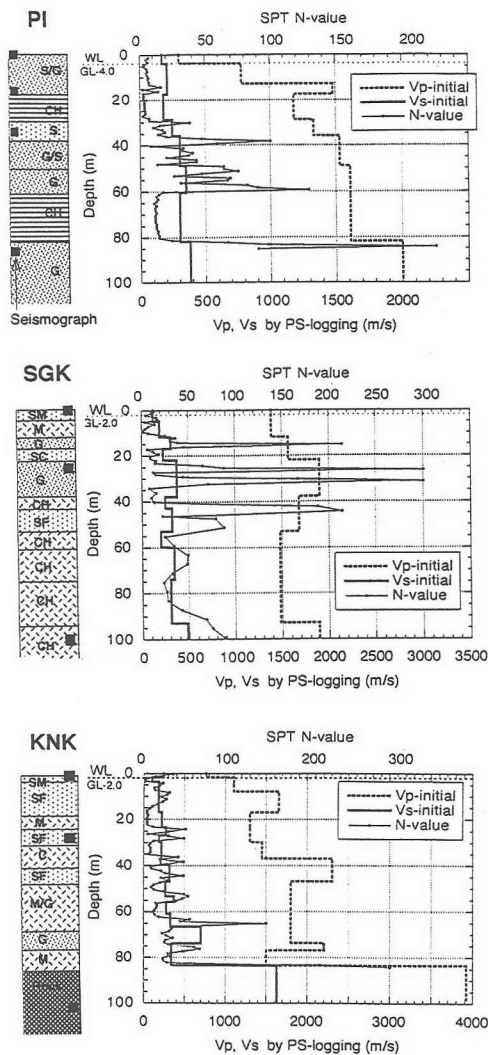 PI
SPT N-value
0 50 100 150 200
WL
GL-4.0
0
20
40
60
80
100
Depth (m)
Vp-initial
Vs-initial
N-value
S/G
CH
S
G/S
G
CH
G
Seismograph
0 500 1000 1500 2000
Vp, Vs by PS-logging (m/s)
SGK
SPT N-value
0 50 100 150 200 250 300
WL
GL-2.0
0
20
40
60
80
100
Depth (m)
Vp-initial
Vs-initial
N-value
SM
M
G
SC
G
CH
SF
CH
CH
CH
CH
0 500 1000 1500 2000 2500 3000 3500
Vp, Vs by PS-logging (m/s)
KNK
SPT N-value
0 100 200 300
WL
GL-2.0
0
20
40
60
80
100
Depth (m)
Vp-initial
Vs-initial
N-value
SM
SF
M
SF
C
SF
M/G
G
M
0 500 1000 1500 2000 2500 3000 3500 4000
Vp, Vs by PS-logging (m/s)